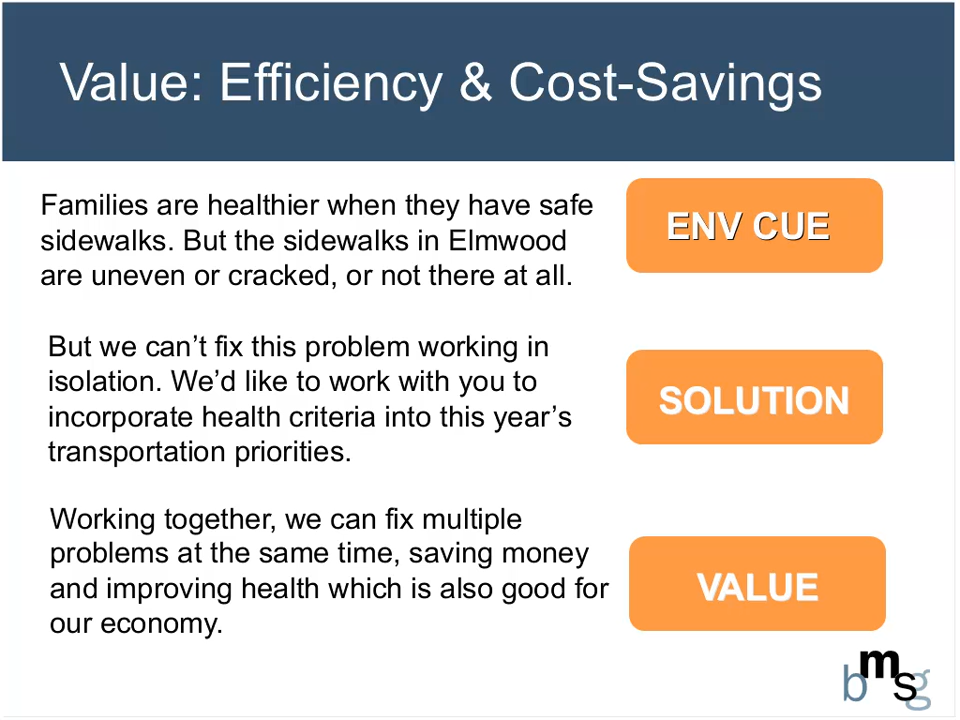 Value: Efficiency & Cost-Savings
Families are healthier when they have safe
sidewalks. But the sidewalks in Elmwood
are uneven or cracked, or not there at all.
ENV CUE
But we can’t fix this problem working in
isolation. We’d like to work with you to
incorporate health criteria into this year’s
transportation priorities.
SOLUTION
Working together, we can fix multiple
problems at the same time, saving money
and improving health which is also good for
our economy.
VALUE
bmsg